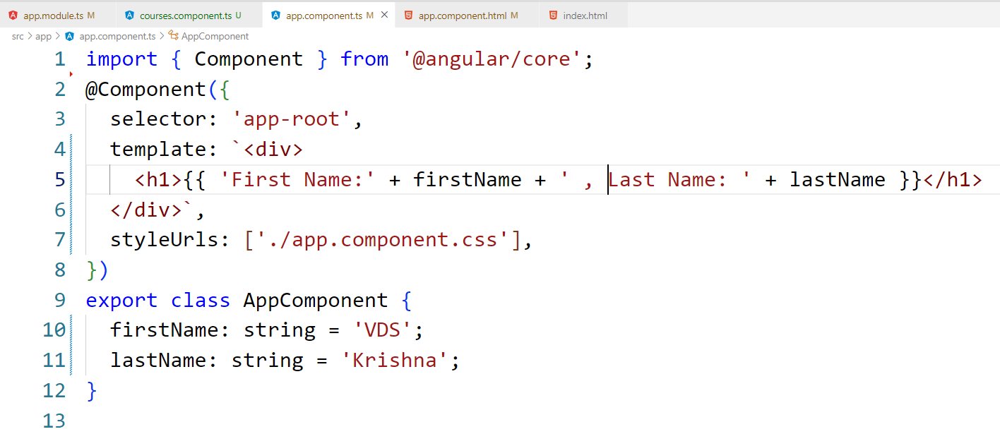 app.module.ts M courses.component.ts U app.component.ts M app.component.html M index.html
src > app > app.component.ts > AppComponent
1 import { Component } from '@angular/core';
2 @Component({
3   selector: 'app-root',
4   template: `<div>
5     <h1>{{ 'First Name:' + firstName + ' , Last Name: ' + lastName }}</h1>
6   </div>`,
7   styleUrls: ['./app.component.css'],
8 })
9 export class AppComponent {
10   firstName: string = 'VDS';
11   lastName: string = 'Krishna';
12 }
13